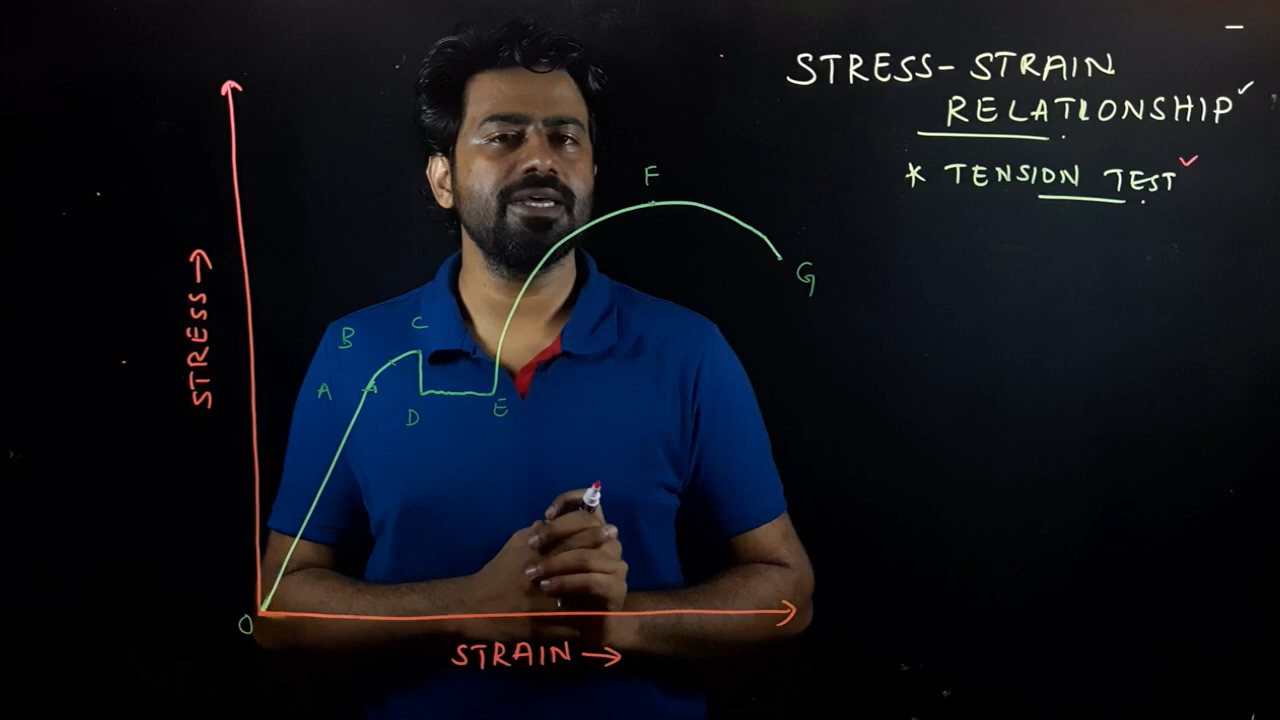 STRESS-STRAIN
RELATIONSHIP
* TENSION TEST
F
G
C
B
A
D
E
STRESS →
O
STRAIN →